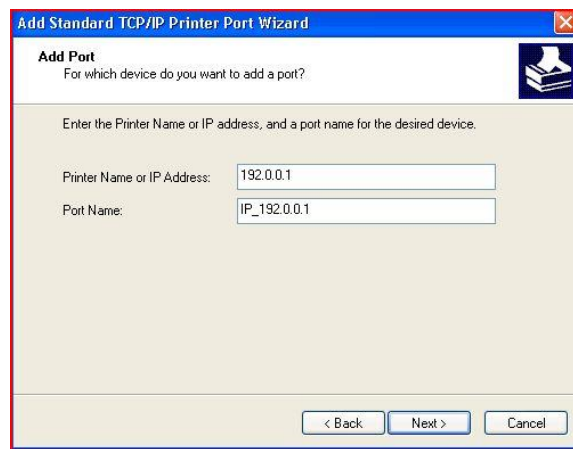 Add Standard TCP/IP Printer Port Wizard
Add Port
For which device do you want to add a port?
Enter the Printer Name or IP address, and a port name for the desired device.
Printer Name or IP Address: 192.0.0.1
Port Name: IP_192.0.0.1
< Back Next > Cancel